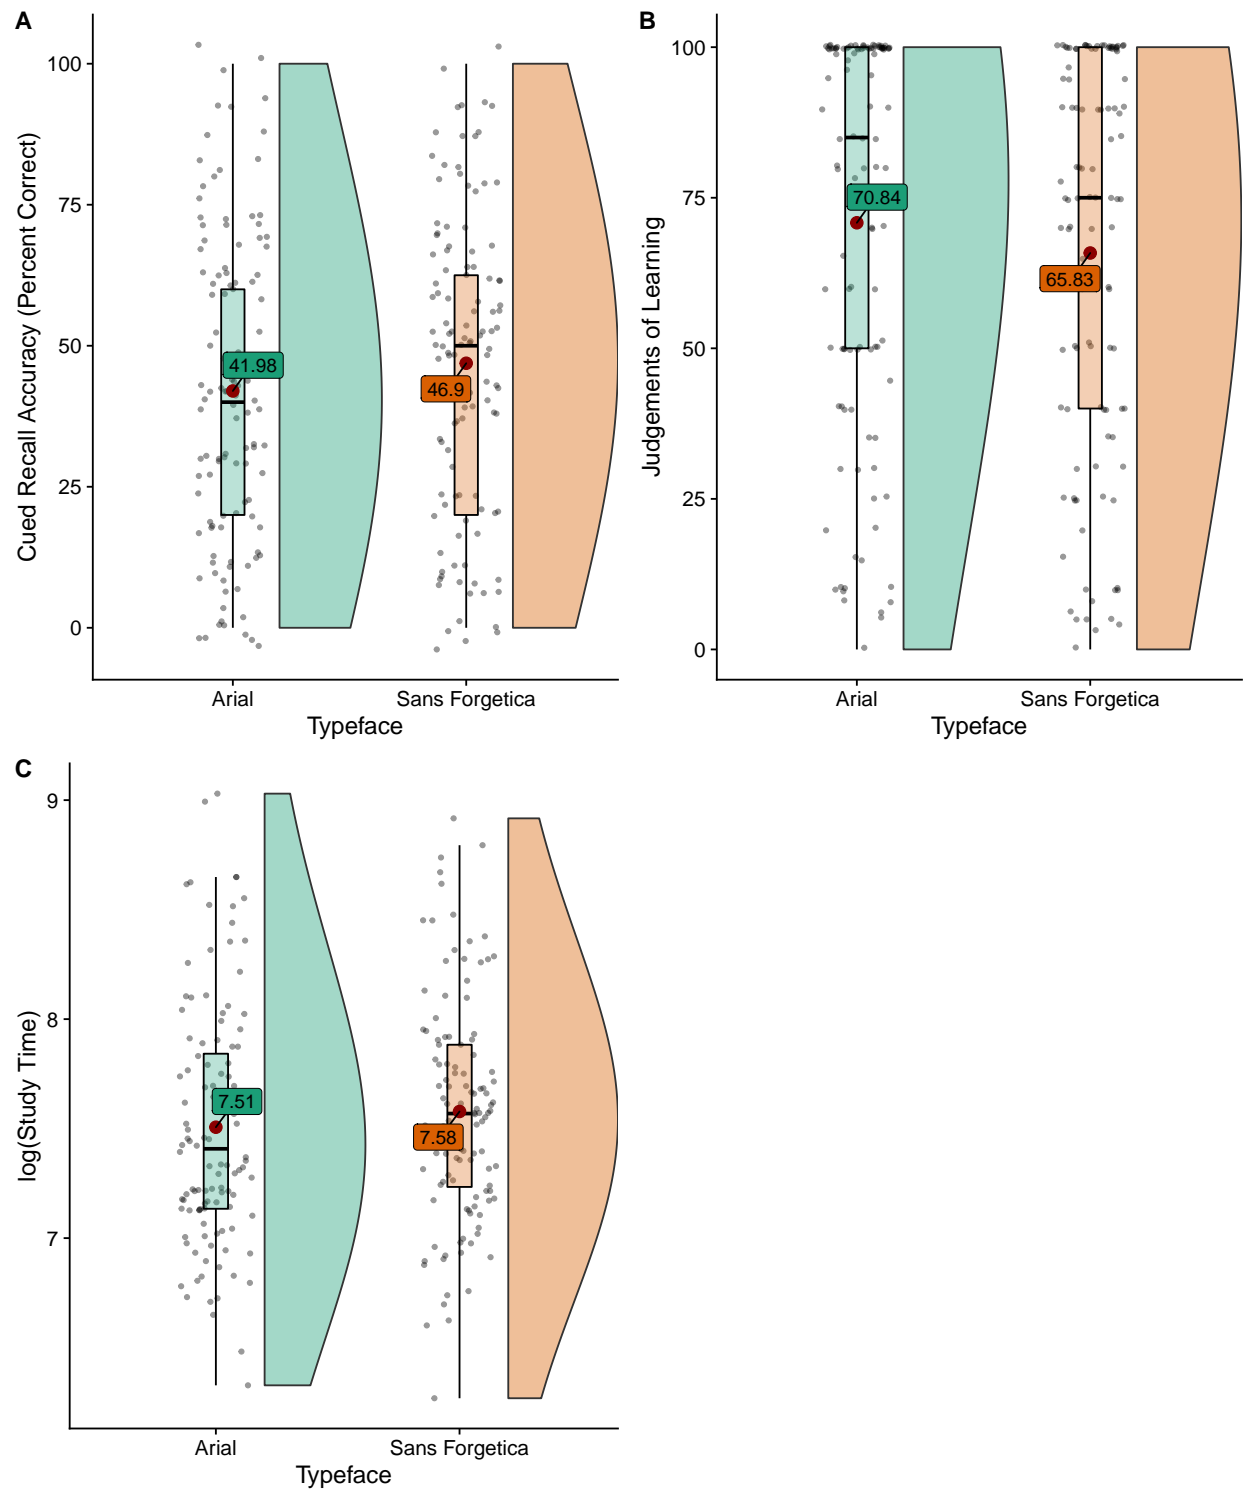 A
Cued Recall Accuracy (Percent Correct)
100
75
50
25
0
41.98
46.9
Arial
Sans Forgetica
Typeface
B
Judgements of Learning
100
75
50
25
0
70.84
65.83
Arial
Sans Forgetica
Typeface
C
log(Study Time)
9
8
7
7.51
7.58
Arial
Sans Forgetica
Typeface